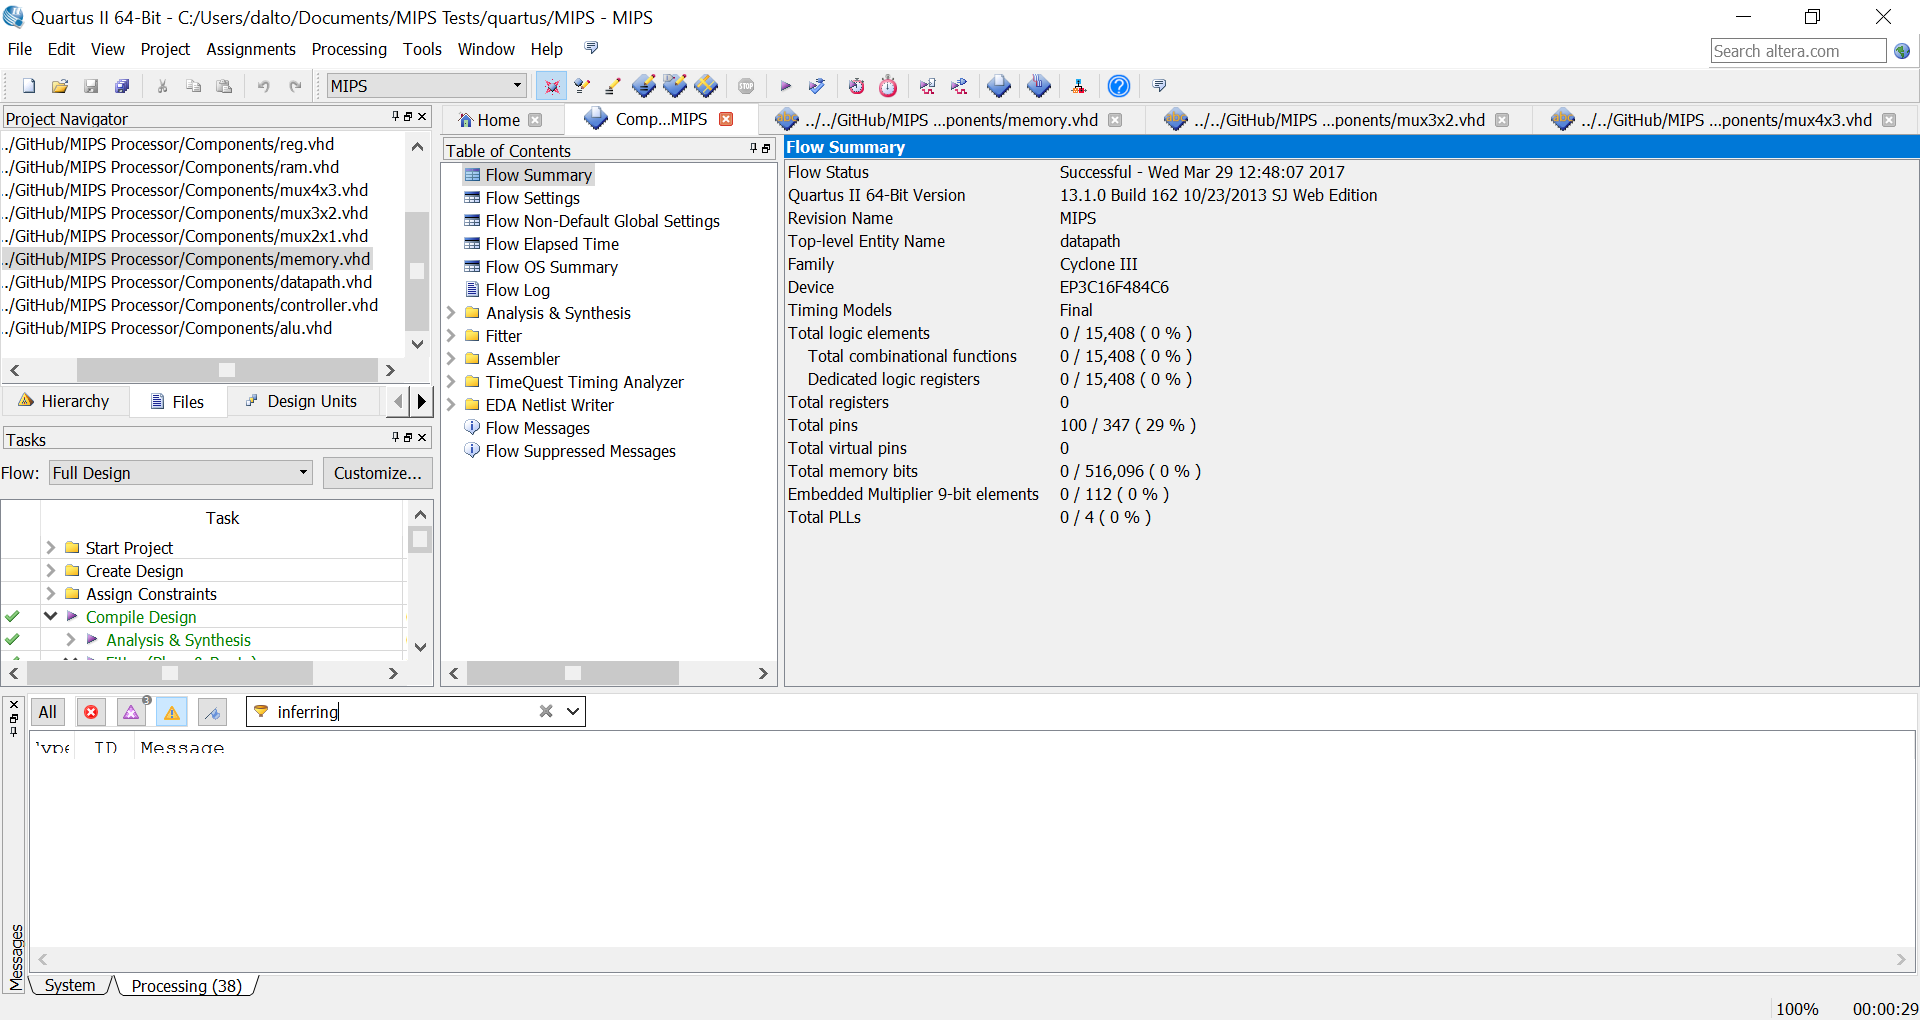 Quartus II 64-Bit - C:/Users/dalto/Documents/MIPS Tests/quartus/MIPS - MIPS
File Edit View Project Assignments Processing Tools Window Help
Search altera.com
MIPS
STOP
Project Navigator
./GitHub/MIPS Processor/Components/reg.vhd
./GitHub/MIPS Processor/Components/ram.vhd
./GitHub/MIPS Processor/Components/mux4x3.vhd
./GitHub/MIPS Processor/Components/mux3x2.vhd
./GitHub/MIPS Processor/Components/mux2x1.vhd
./GitHub/MIPS Processor/Components/memory.vhd
./GitHub/MIPS Processor/Components/datapath.vhd
./GitHub/MIPS Processor/Components/controller.vhd
./GitHub/MIPS Processor/Components/alu.vhd
Hierarchy Files Design Units
Tasks
Flow: Full Design Customize...
Task
Start Project
Create Design
Assign Constraints
Compile Design
Analysis & Synthesis
Home Comp...MIPS ../../GitHub/MIPS ...ponents/memory.vhd ../../GitHub/MIPS ...ponents/mux3x2.vhd ../../GitHub/MIPS ...ponents/mux4x3.vhd
Table of Contents
Flow Summary
Flow Settings
Flow Non-Default Global Settings
Flow Elapsed Time
Flow OS Summary
Flow Log
Analysis & Synthesis
Fitter
Assembler
TimeQuest Timing Analyzer
EDA Netlist Writer
Flow Messages
Flow Suppressed Messages
Flow Summary
Flow Status Successful - Wed Mar 29 12:48:07 2017
Quartus II 64-Bit Version 13.1.0 Build 162 10/23/2013 SJ Web Edition
Revision Name MIPS
Top-level Entity Name datapath
Family Cyclone III
Device EP3C16F484C6
Timing Models Final
Total logic elements 0 / 15,408 ( 0 % )
Total combinational functions 0 / 15,408 ( 0 % )
Dedicated logic registers 0 / 15,408 ( 0 % )
Total registers 0
Total pins 100 / 347 ( 29 % )
Total virtual pins 0
Total memory bits 0 / 516,096 ( 0 % )
Embedded Multiplier 9-bit elements 0 / 112 ( 0 % )
Total PLLs 0 / 4 ( 0 % )
All 3 inferring
ID Message
Messages
System Processing (38)
100% 00:00:29